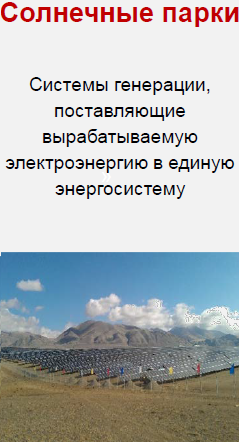 Солнечные парки
Системы генерации,
поставляющие
вырабатываемую
электроэнергию в единую
энергосистему